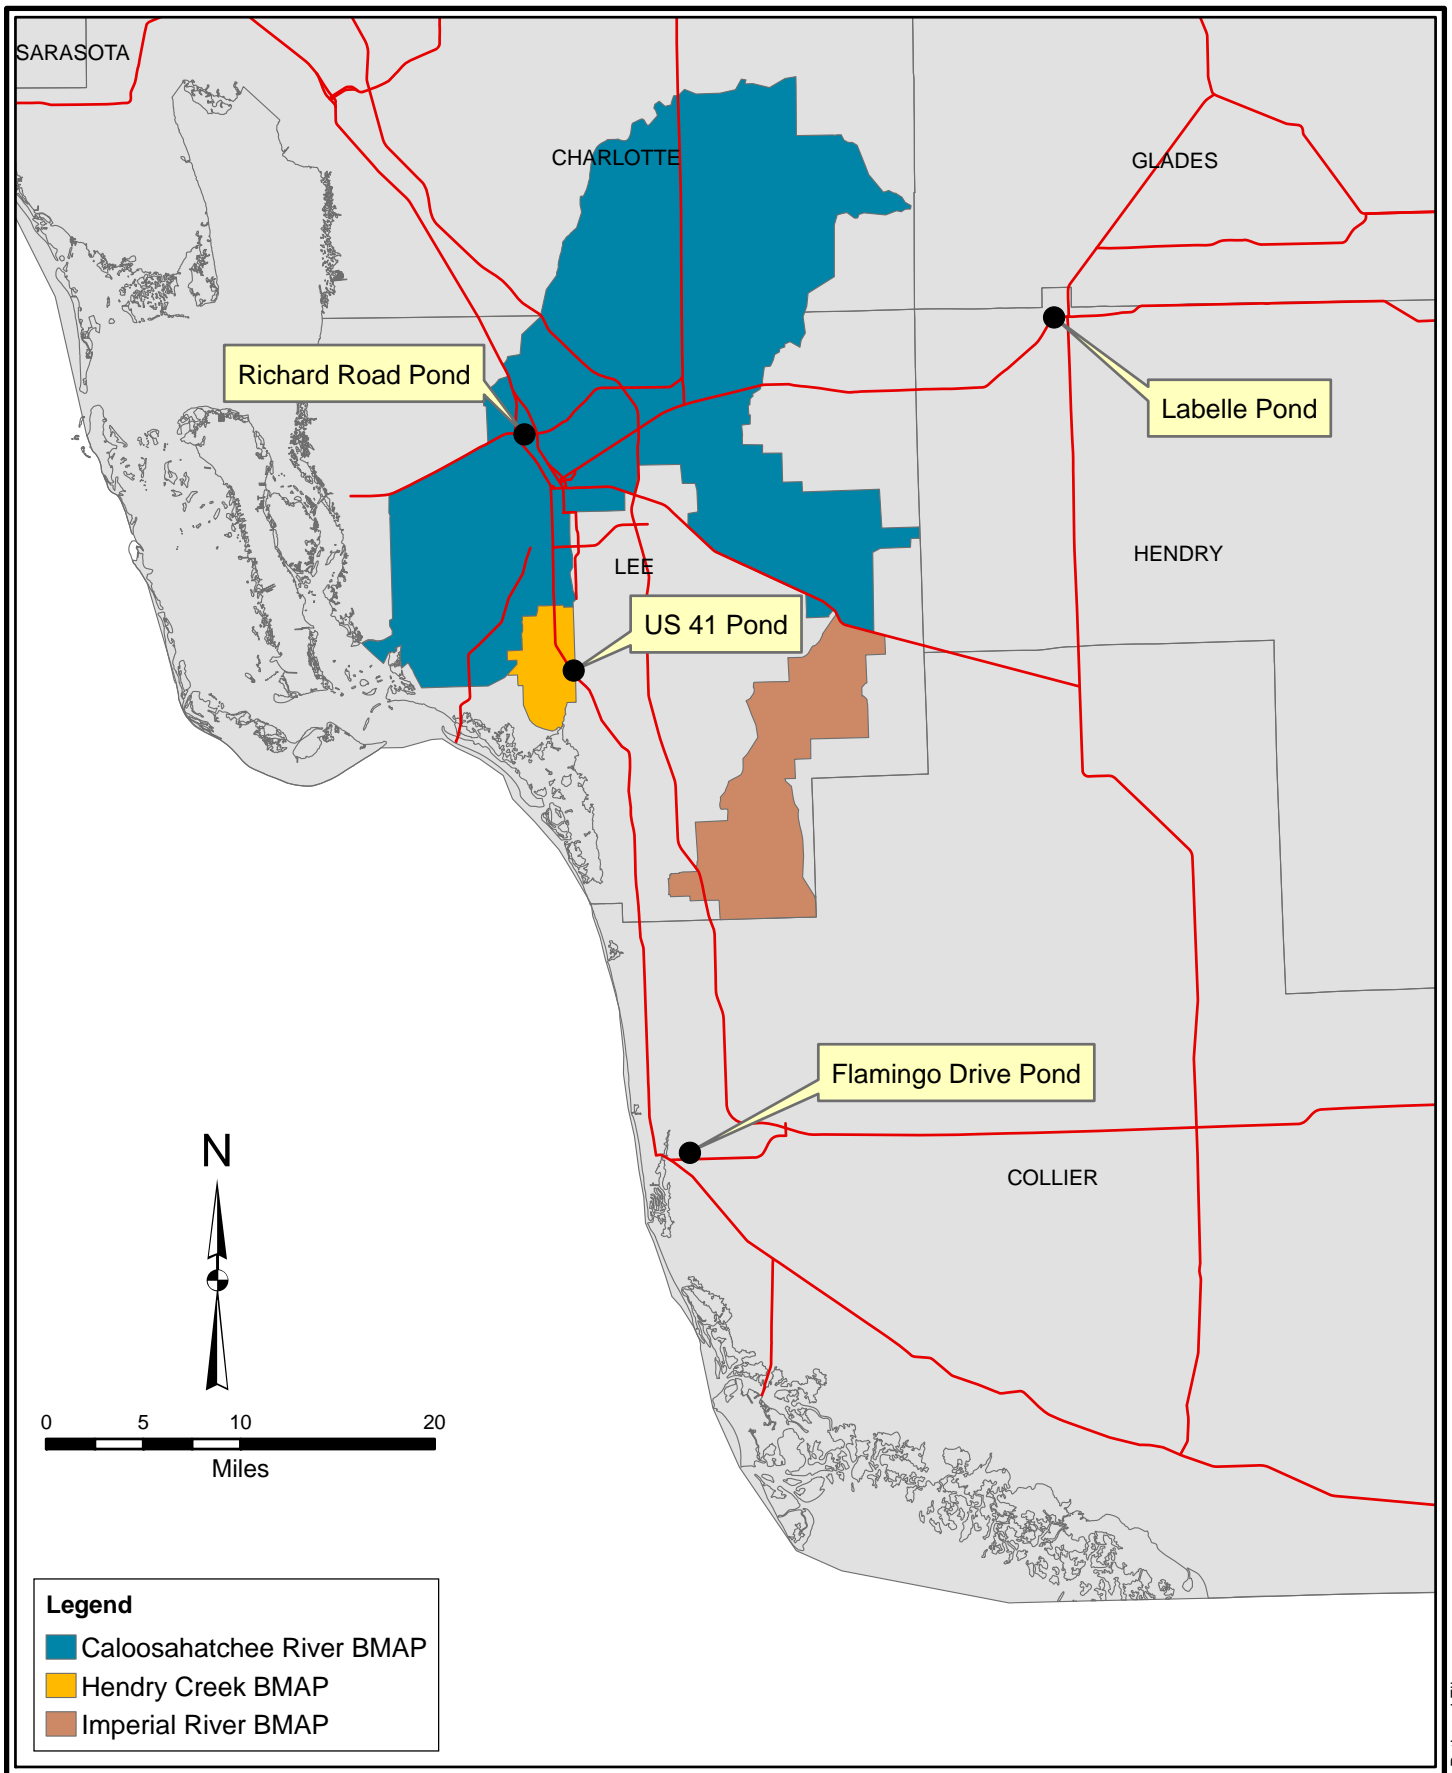 SARASOTA
CHARLOTTE
GLADES
Richard Road Pond
Labelle Pond
HENDRY
LEE
US 41 Pond
Flamingo Drive Pond
N
COLLIER
0 5 10 20
Miles
Legend
Caloosahatchee River BMAP
Hendry Creek BMAP
Imperial River BMAP